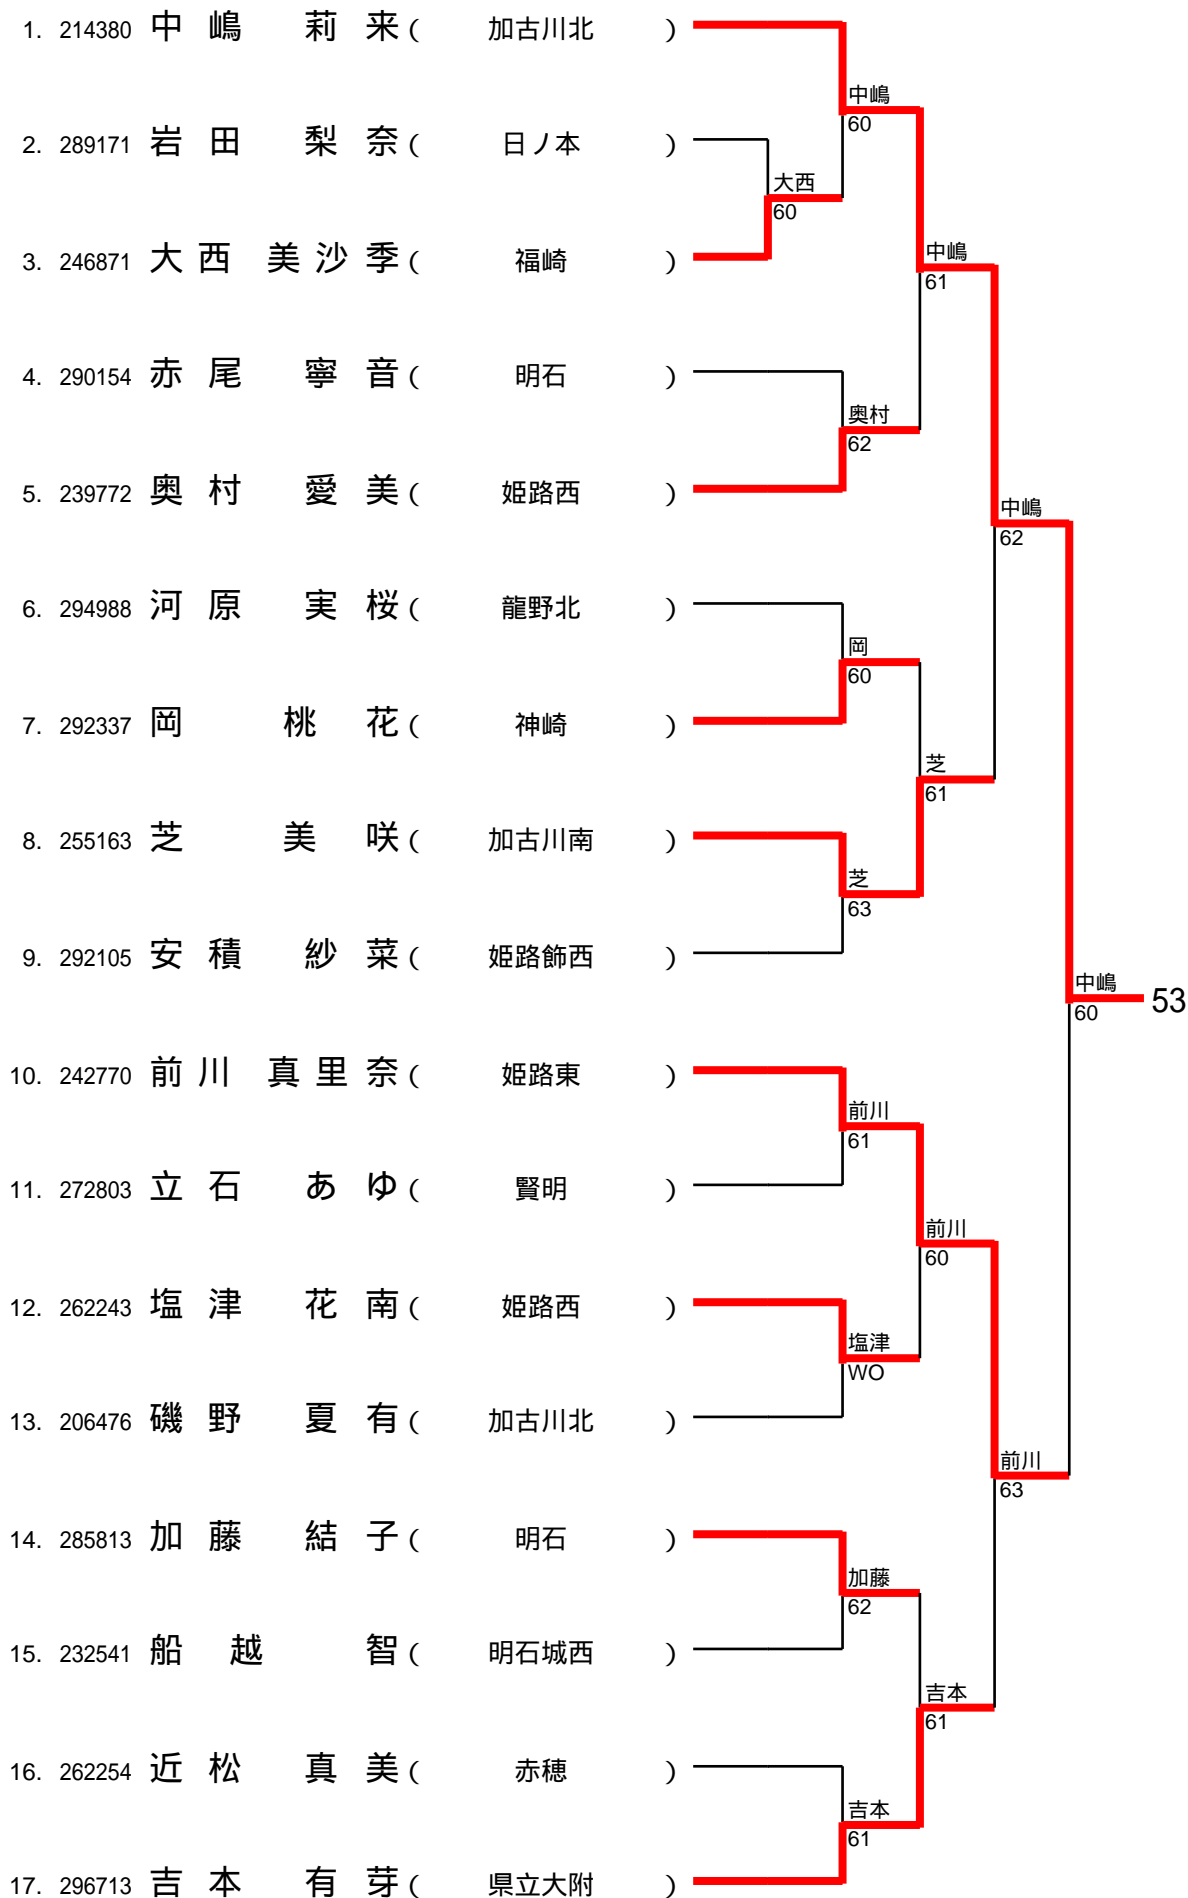 1. 214380 中嶋 莉来 ( 加古川北 )
中嶋
60
2. 289171 岩田 梨奈 ( 日ノ本 )
大西
60
3. 246871 大西 美沙季 ( 福崎 )
中嶋
61
4. 290154 赤尾 寧音 ( 明石 )
奥村
62
5. 239772 奥村 愛美 ( 姫路西 )
中嶋
62
6. 294988 河原 実桜 ( 龍野北 )
岡
60
7. 292337 岡 桃花 ( 神崎 )
芝
61
8. 255163 芝 美咲 ( 加古川南 )
芝
63
9. 292105 安積 紗菜 ( 姫路飾西 )
中嶋
60
53
10. 242770 前川 真里奈 ( 姫路東 )
前川
61
11. 272803 立石 あゆ ( 賢明 )
前川
60
12. 262243 塩津 花南 ( 姫路西 )
塩津
WO
13. 206476 磯野 夏有 ( 加古川北 )
前川
63
14. 285813 加藤 結子 ( 明石 )
加藤
62
15. 232541 船越 智 ( 明石城西 )
吉本
61
16. 262254 近松 真美 ( 赤穂 )
吉本
61
17. 296713 吉本 有芽 ( 県立大附 )